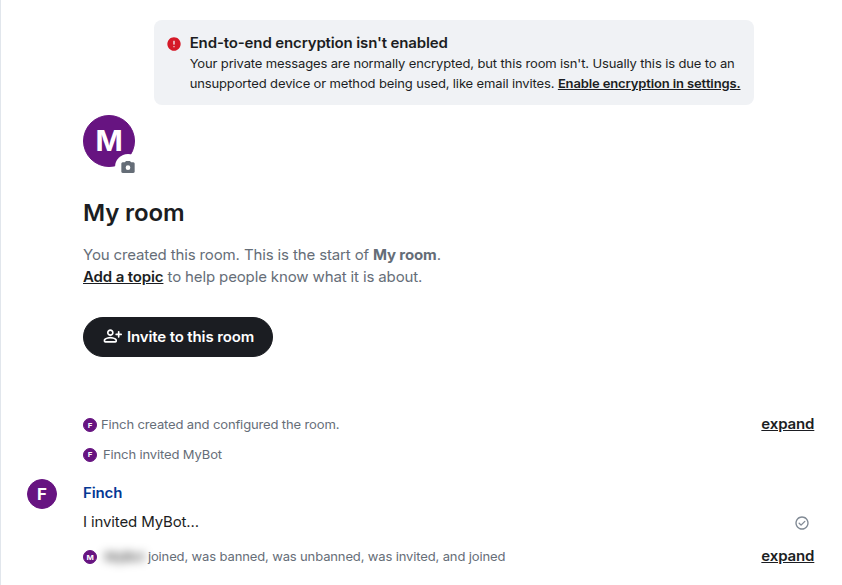 End-to-end encryption isn't enabled
Your private messages are normally encrypted, but this room isn't. Usually this is due to an
unsupported device or method being used, like email invites. Enable encryption in settings.
M
My room
You created this room. This is the start of My room.
Add a topic to help people know what it is about.
Invite to this room
F Finch created and configured the room. expand
F Finch invited MyBot
F Finch
I invited MyBot...
M joined, was banned, was unbanned, was invited, and joined expand